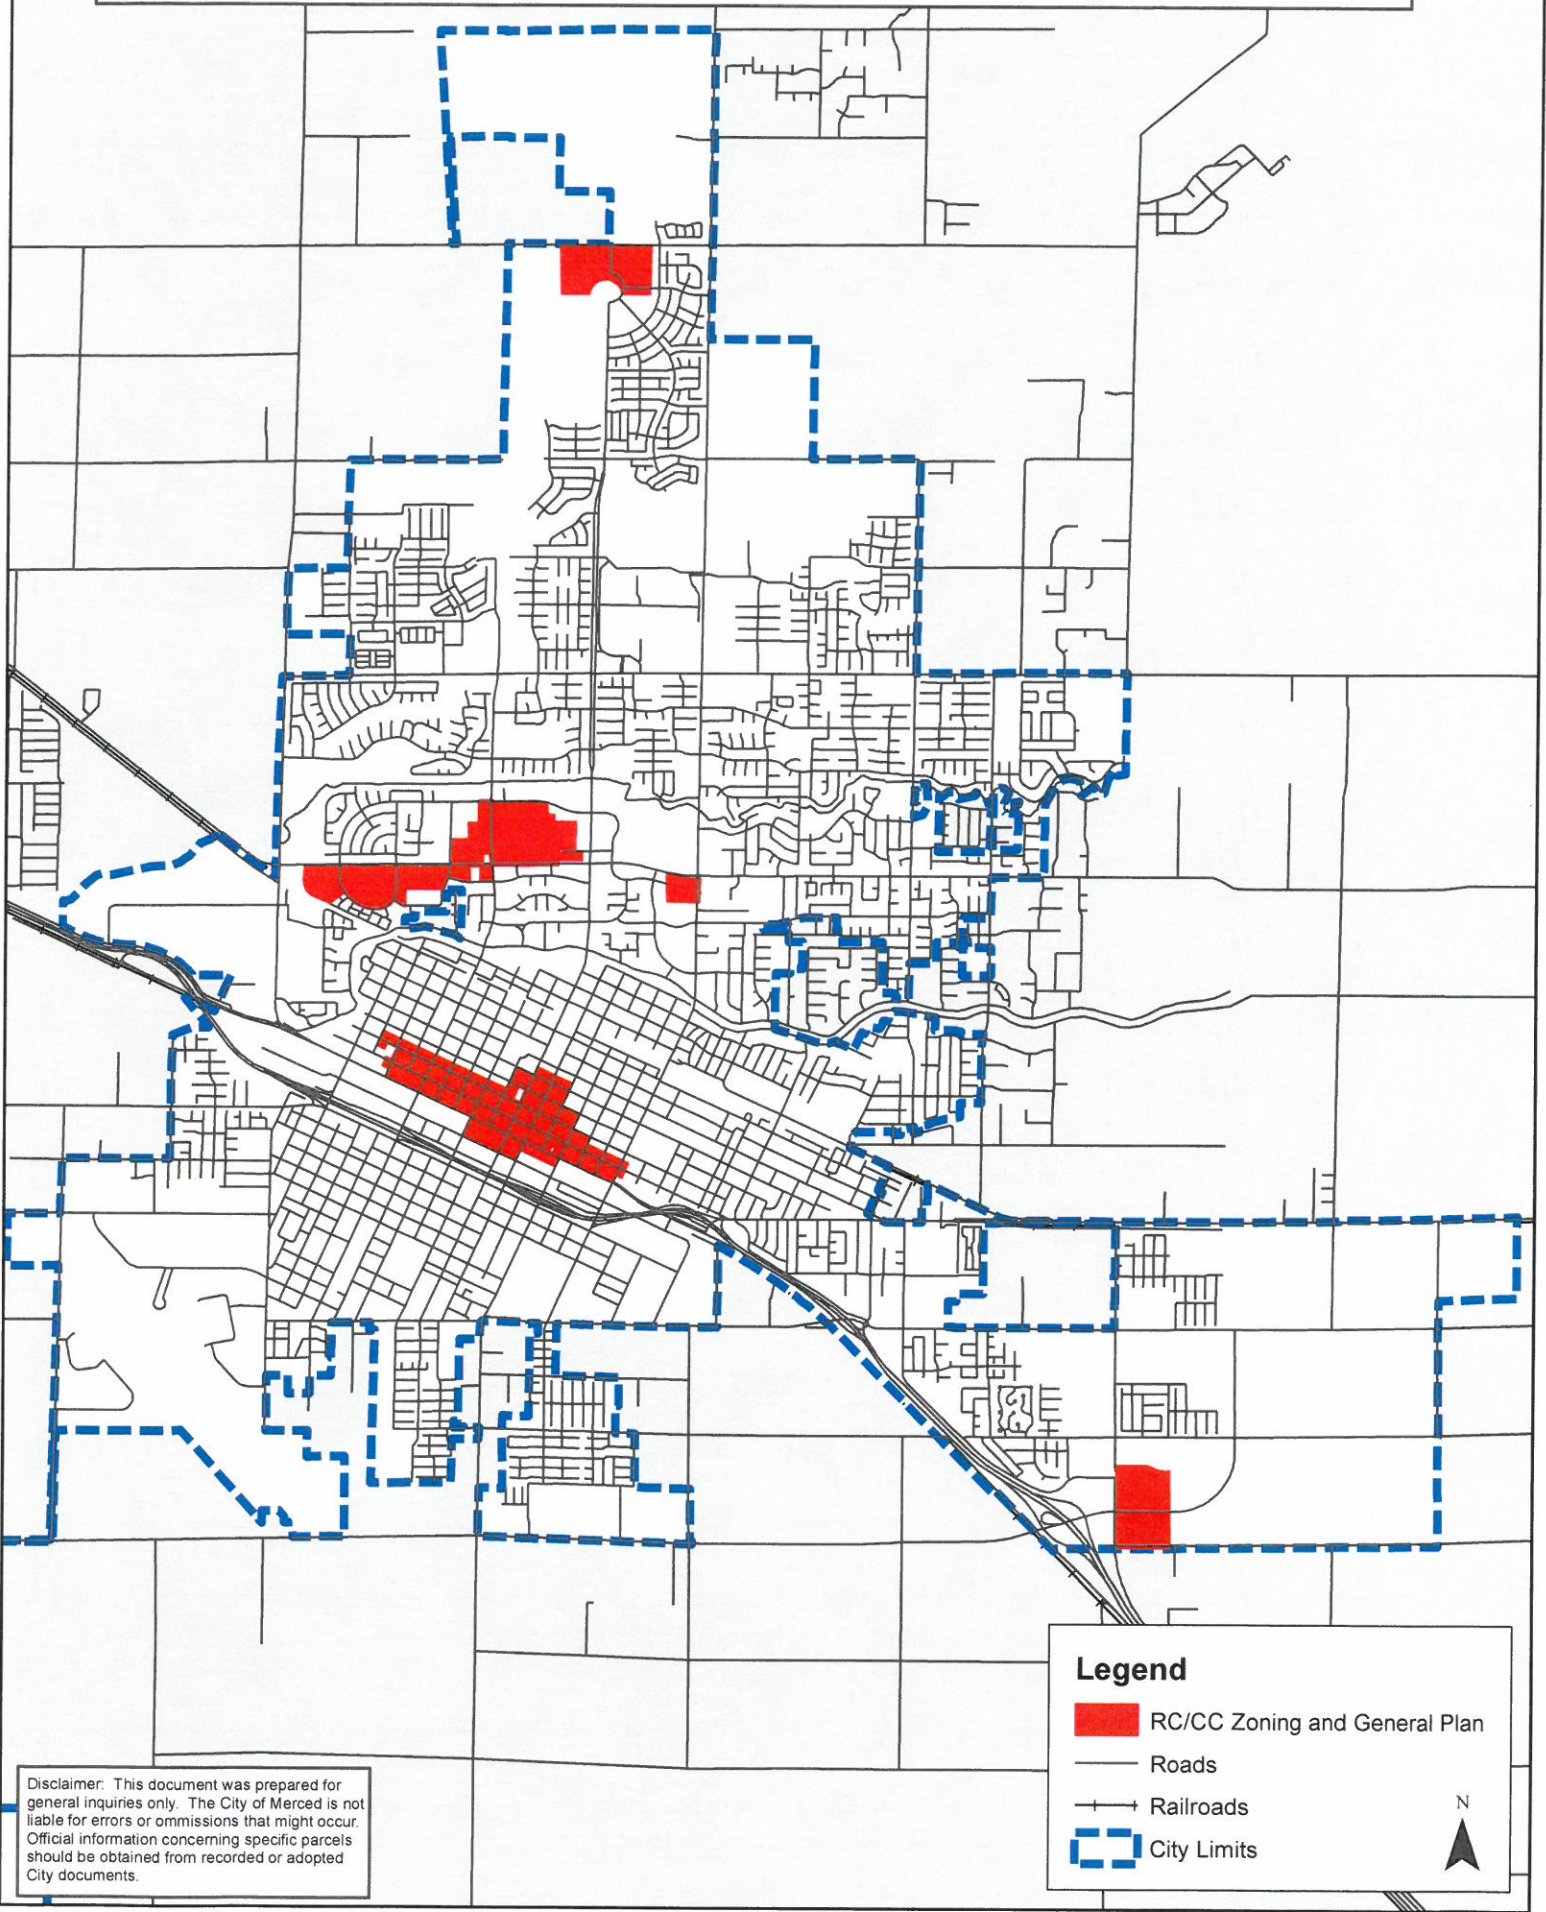 Legend
RC/CC Zoning and General Plan
Roads
Railroads
City Limits
N
Disclaimer: This document was prepared for
general inquiries only. The City of Merced is not
liable for errors or ommissions that might occur.
Official information concerning specific parcels
should be obtained from recorded or adopted
City documents.